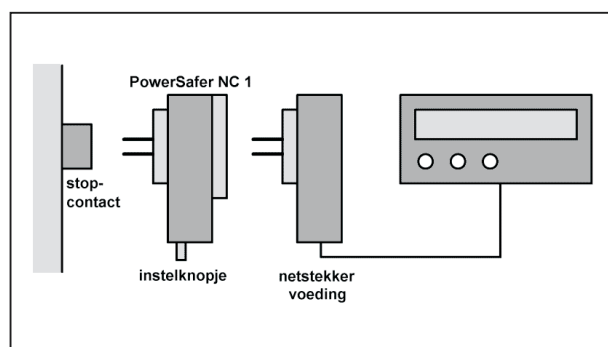 PowerSafer NC 1
stop-
contact
instelknopje
netstekker
voeding